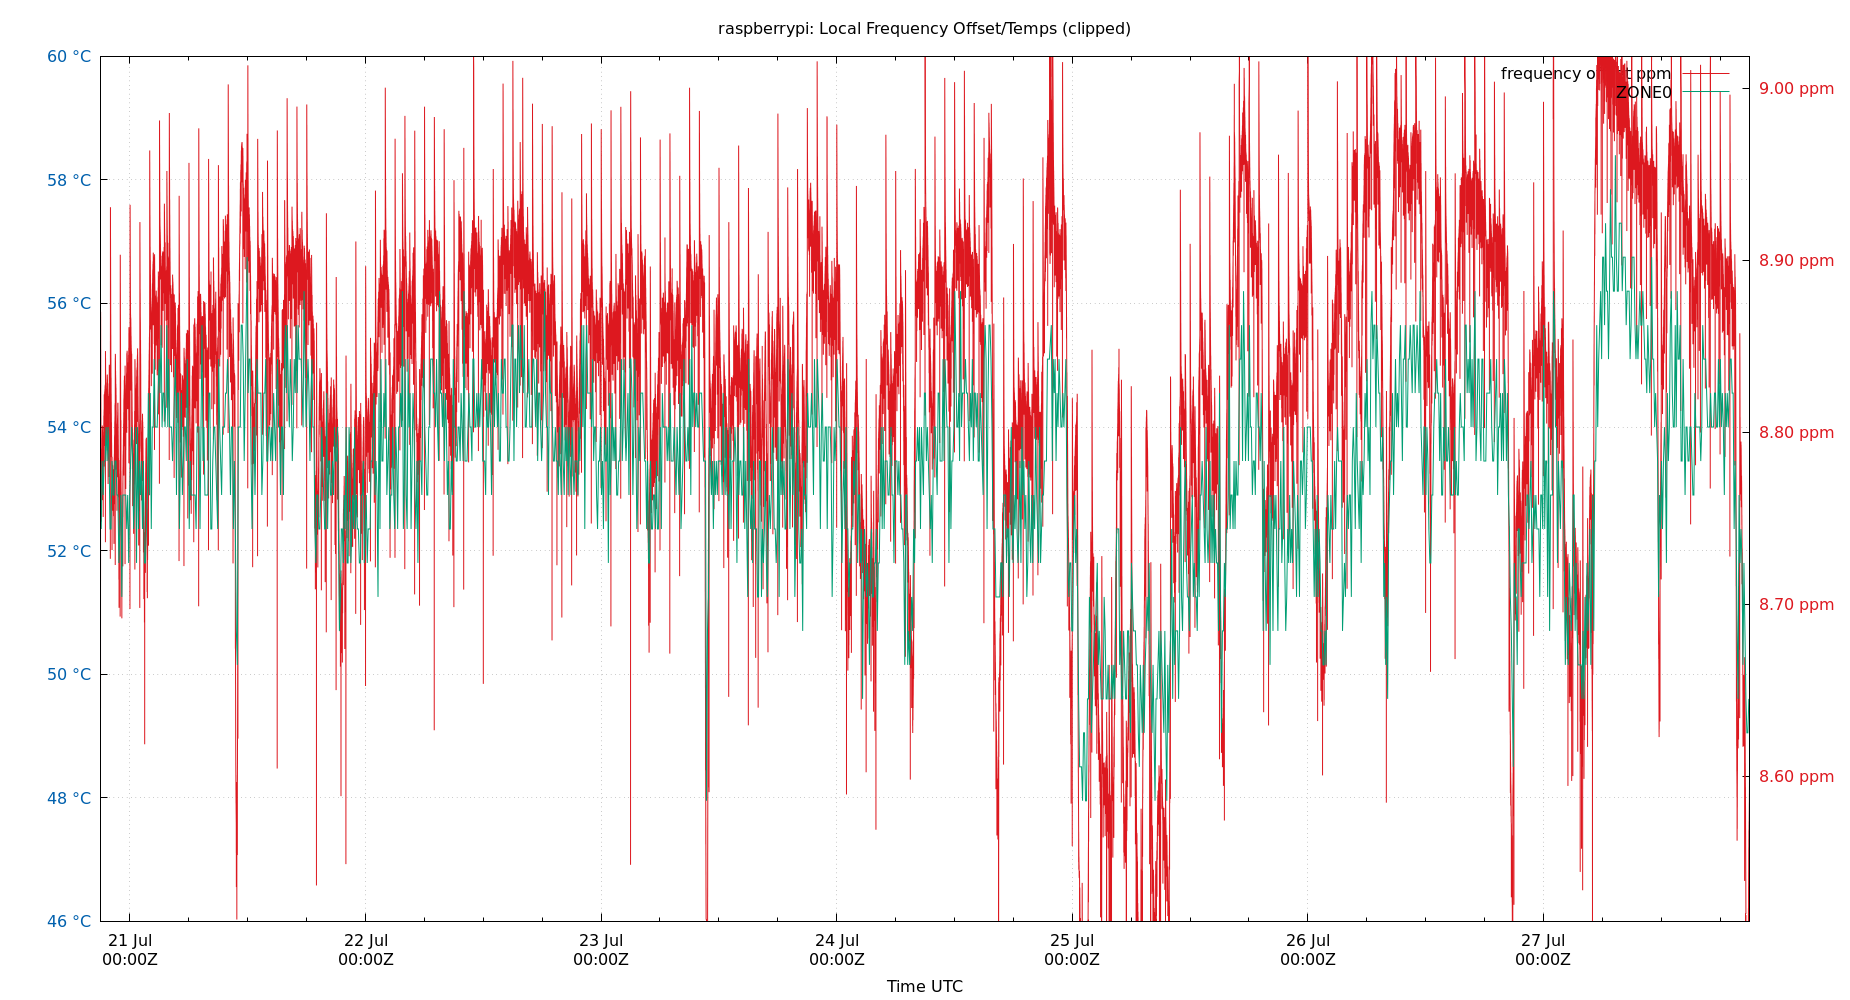 raspberrypi: Local Frequency Offset/Temps (clipped)
60 °C
58 °C
56 °C
54 °C
52 °C
50 °C
48 °C
46 °C
frequency offset ppm
ZONE0
9.00 ppm
8.90 ppm
8.80 ppm
8.70 ppm
8.60 ppm
21 Jul
00:00Z
22 Jul
00:00Z
23 Jul
00:00Z
24 Jul
00:00Z
25 Jul
00:00Z
26 Jul
00:00Z
27 Jul
00:00Z
Time UTC